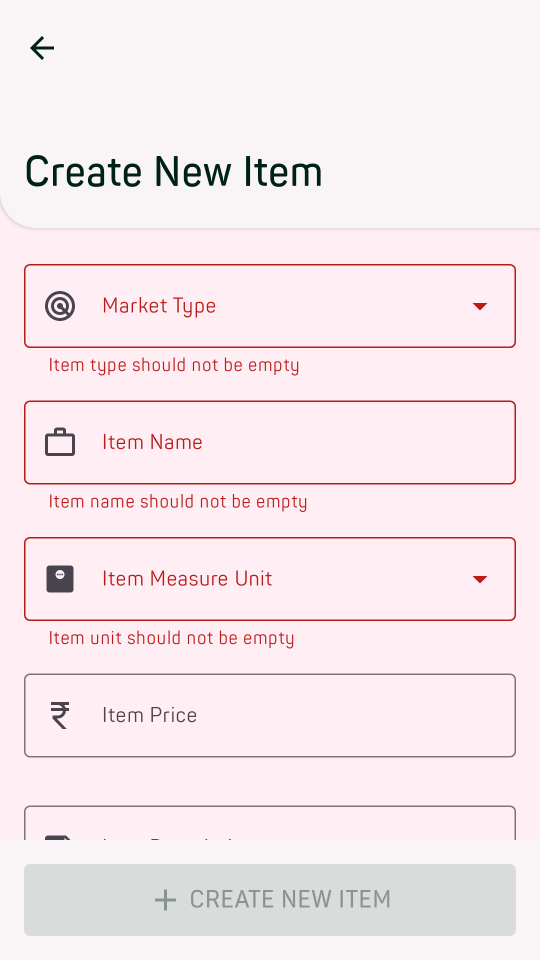 Create New Item
Market Type
Item type should not be empty
Item Name
Item name should not be empty
Item Measure Unit
Item unit should not be empty
Item Price
CREATE NEW ITEM